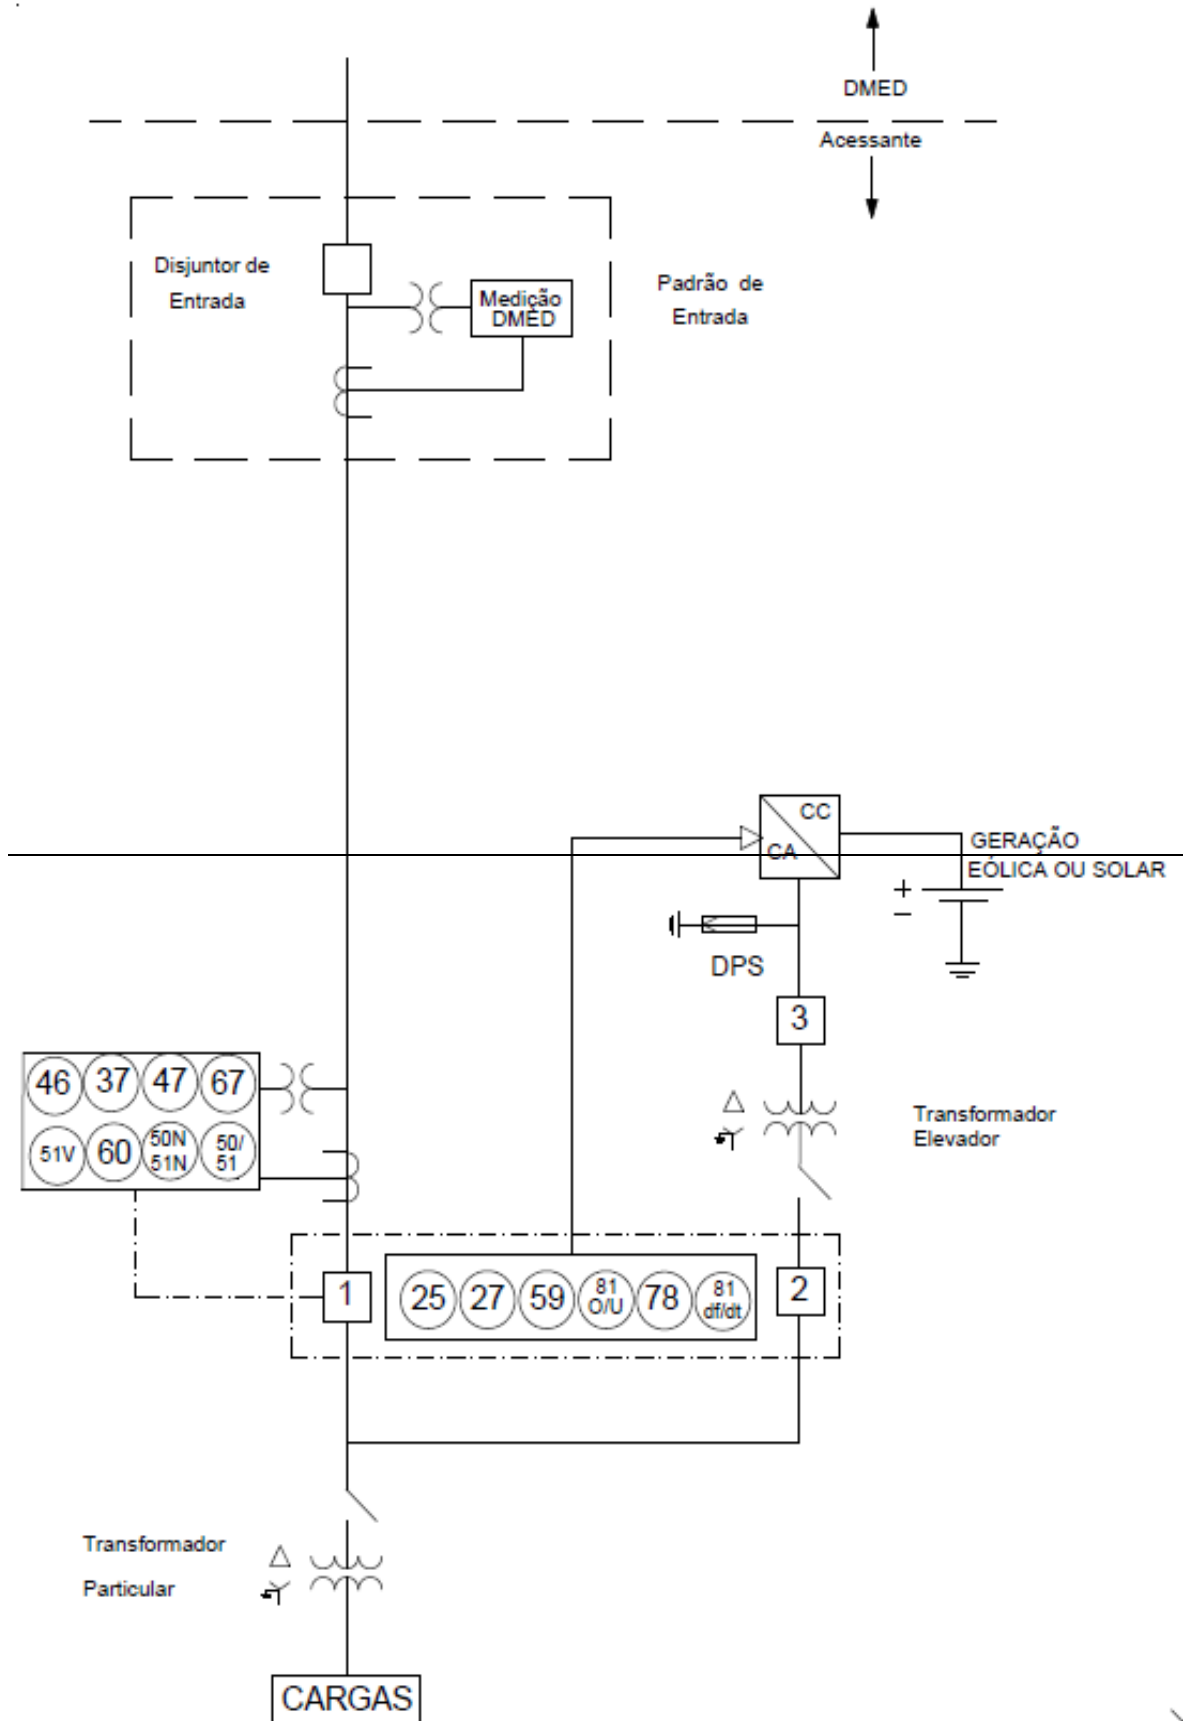 DMED
Acessante
Disjuntor de
Entrada
Medição
DMED
Padrão de
Entrada
CC
CA
GERAÇÃO
EÓLICA OU SOLAR
+
-
DPS
3
46 37 47 67
51V 60 50N 51N 50/ 51
Transformador
Elevador
1
25 27 59 81 O/U 78 81 df/dt
2
Transformador
Particular
CARGAS